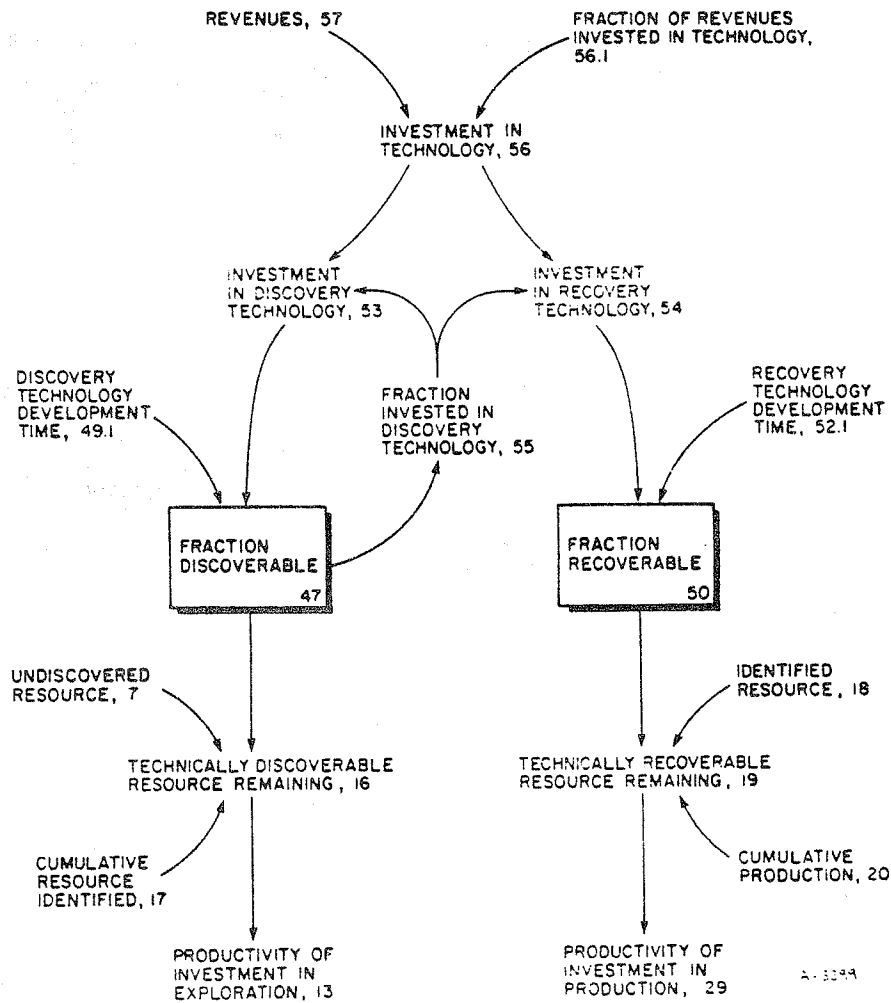 REVENUES, 57
FRACTION OF REVENUES
INVESTED IN TECHNOLOGY,
56.1
INVESTMENT IN
TECHNOLOGY, 56
INVESTMENT
IN DISCOVERY
TECHNOLOGY, 53
INVESTMENT
IN RECOVERY
TECHNOLOGY, 54
DISCOVERY
TECHNOLOGY
DEVELOPMENT
TIME, 49.1
FRACTION
INVESTED IN
DISCOVERY
TECHNOLOGY, 55
RECOVERY
TECHNOLOGY
DEVELOPMENT
TIME, 52.1
FRACTION
DISCOVERABLE
47
FRACTION
RECOVERABLE
50
UNDISCOVERED
RESOURCE, 7
IDENTIFIED
RESOURCE, 18
TECHNICALLY DISCOVERABLE
RESOURCE REMAINING, 16
TECHNICALLY RECOVERABLE
RESOURCE REMAINING, 19
CUMULATIVE
RESOURCE
IDENTIFIED, 17
CUMULATIVE
PRODUCTION, 20
PRODUCTIVITY OF
INVESTMENT IN
EXPLORATION, 13
PRODUCTIVITY OF
INVESTMENT IN
PRODUCTION, 29